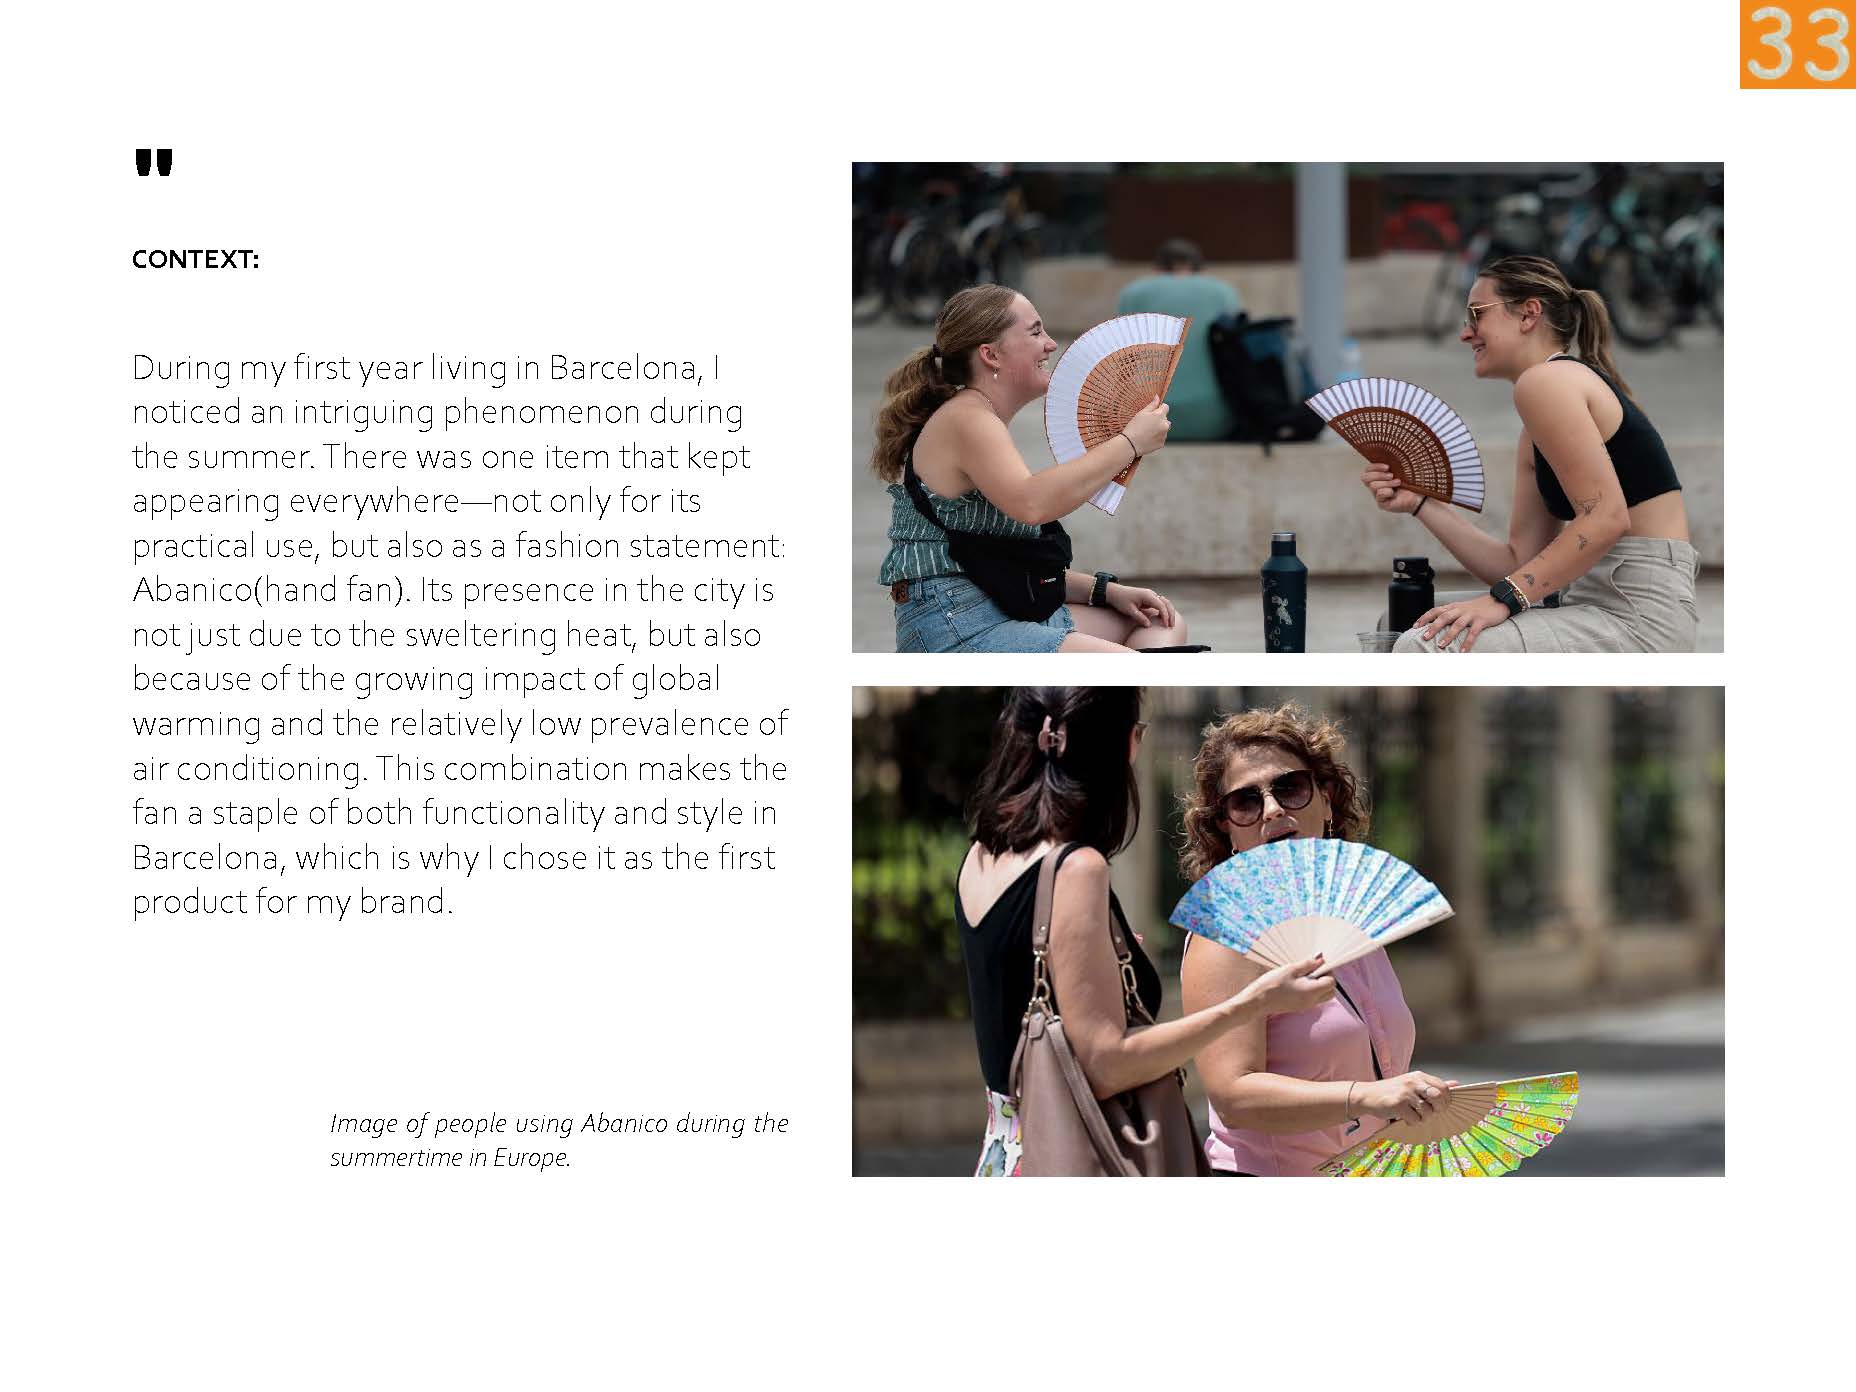 33
"
CONTEXT:
During my first year living in Barcelona, I
noticed an intriguing phenomenon during
the summer. There was one item that kept
appearing everywhere—not only for its
practical use, but also as a fashion statement:
Abanico(hand fan). Its presence in the city is
not just due to the sweltering heat, but also
because of the growing impact of global
warming and the relatively low prevalence of
air conditioning. This combination makes the
fan a staple of both functionality and style in
Barcelona, which is why I chose it as the first
product for my brand.
Image of people using Abanico during the
summertime in Europe.